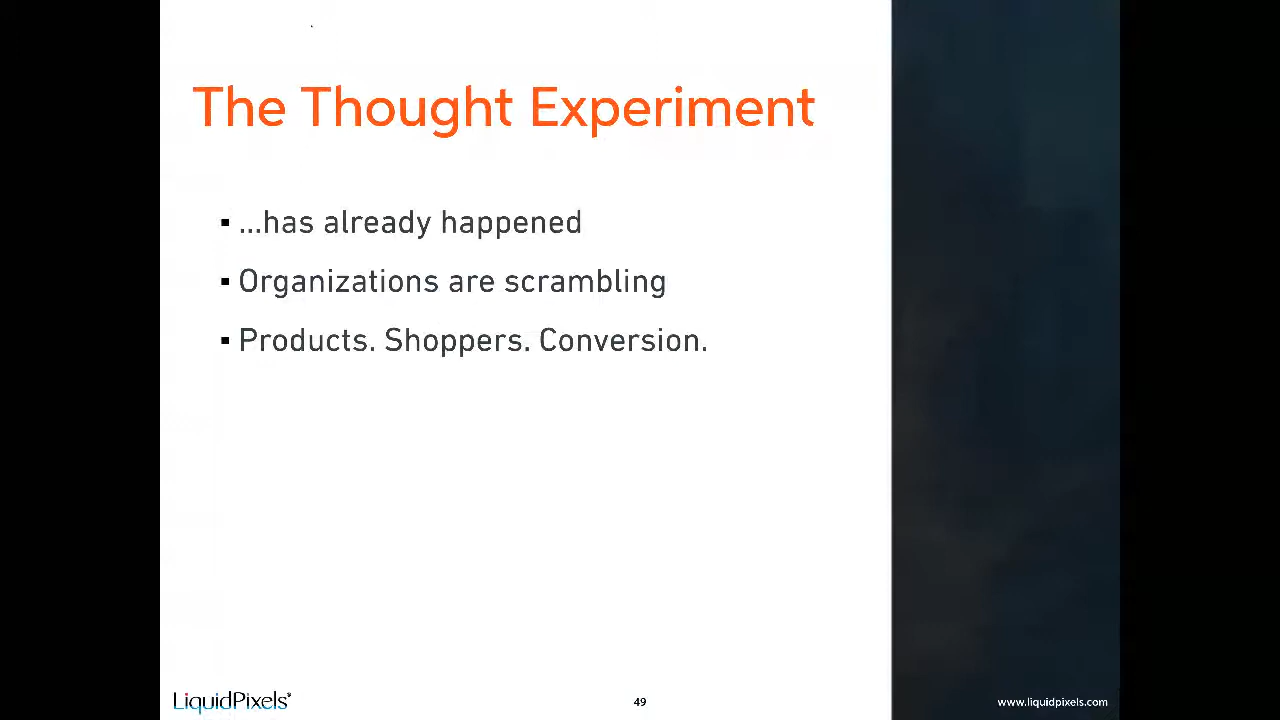 The Thought Experiment
...has already happened
Organizations are scrambling
Products. Shoppers. Conversion.
LiquidPixels
49
www.liquidpixels.com